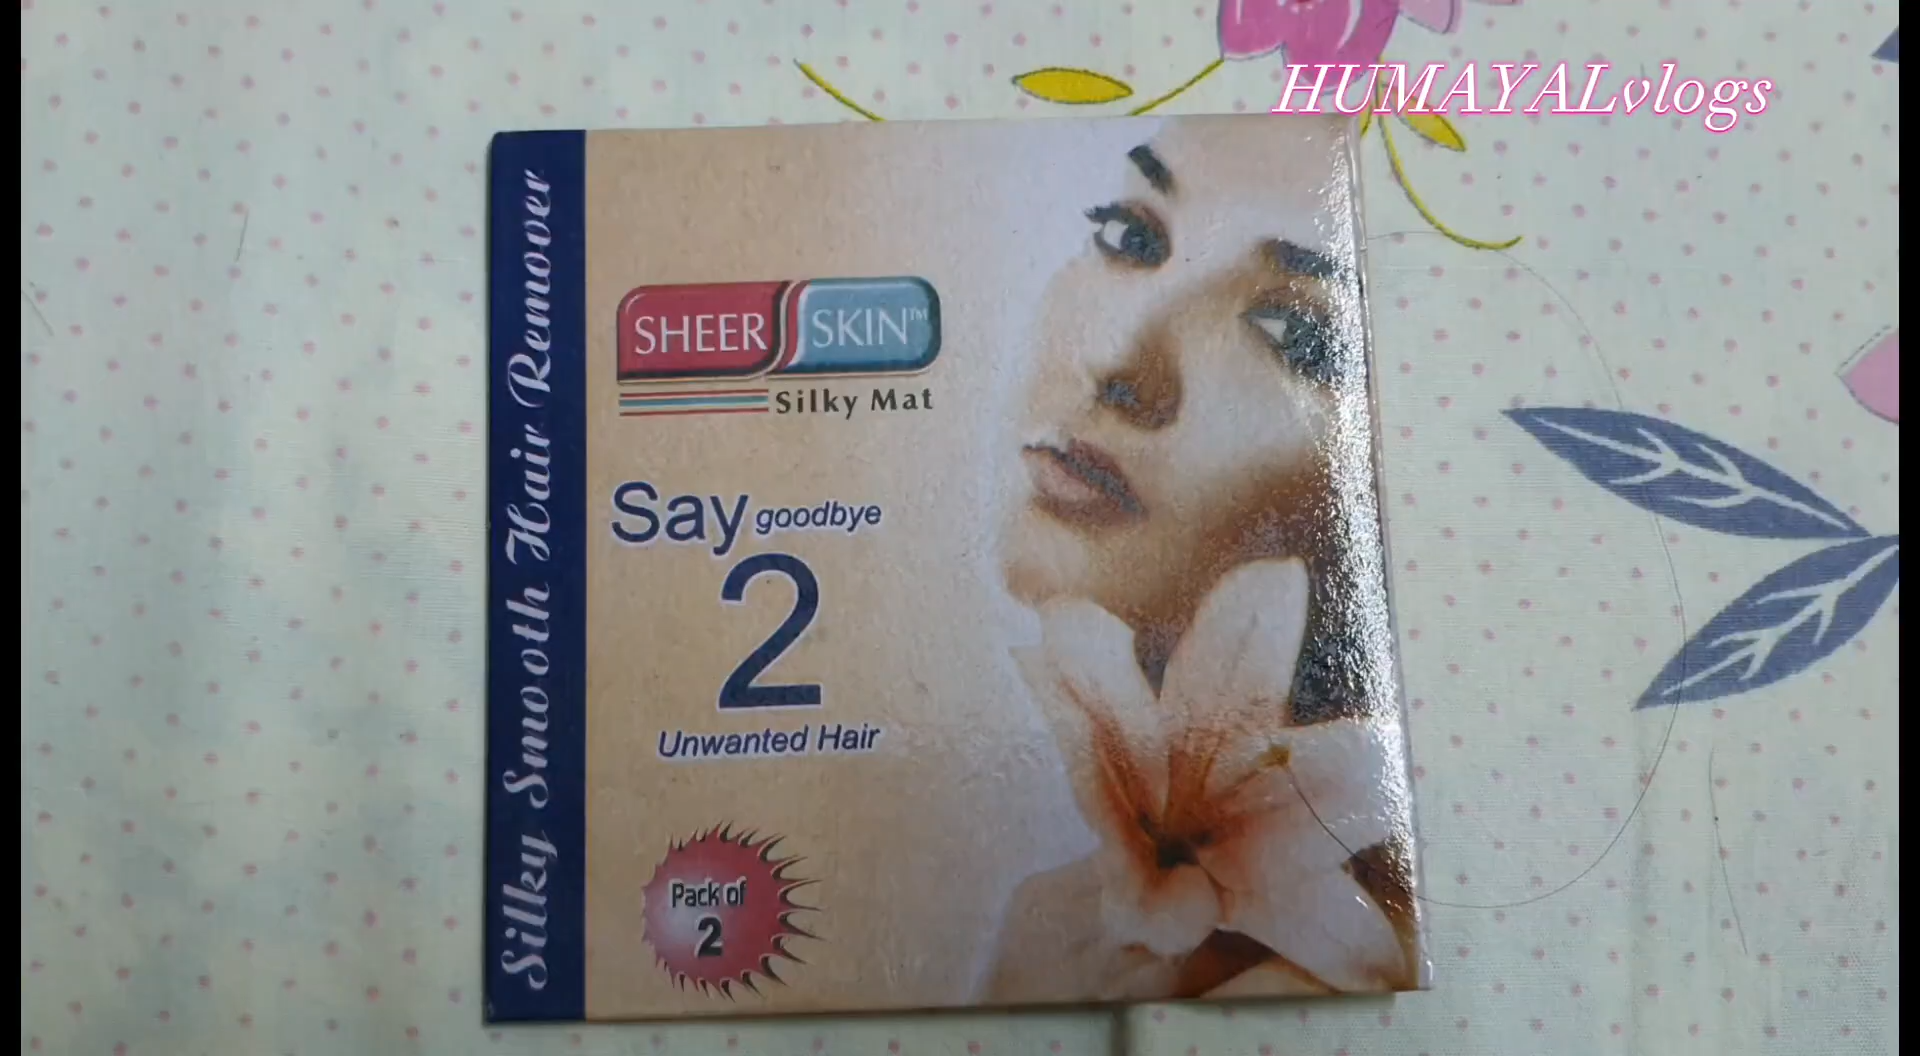 HUMAYALvlogs
Silky Smooth Hair Remover
SHEER SKIN™
Silky Mat
Say goodbye
2
Unwanted Hair
Pack of
2